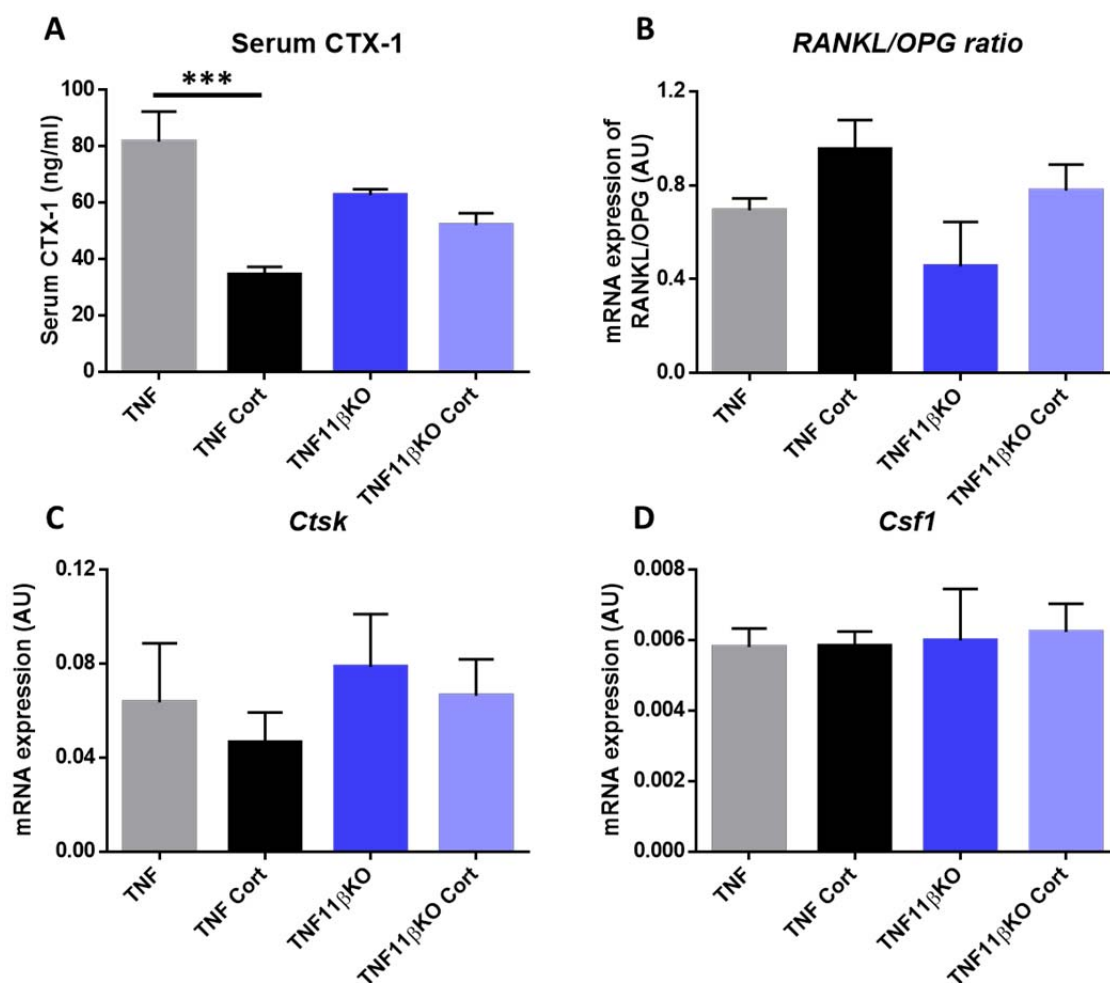 A
Serum CTX-1
***
Serum CTX-1 (ng/ml)
100
80
60
40
20
0
TNF
TNF Cort
TNF11βKO
TNF11βKO Cort
B
RANKL/OPG ratio
mRNA expression of
RANKL/OPG (AU)
1.2
0.8
0.4
0.0
TNF
TNF Cort
TNF11βKO
TNF11βKO Cort
C
Ctsk
mRNA expression (AU)
0.12
0.08
0.04
0.00
TNF
TNF Cort
TNF11βKO
TNF11βKO Cort
D
Csf1
mRNA expression (AU)
0.008
0.006
0.004
0.002
0.000
TNF
TNF Cort
TNF11βKO
TNF11βKO Cort